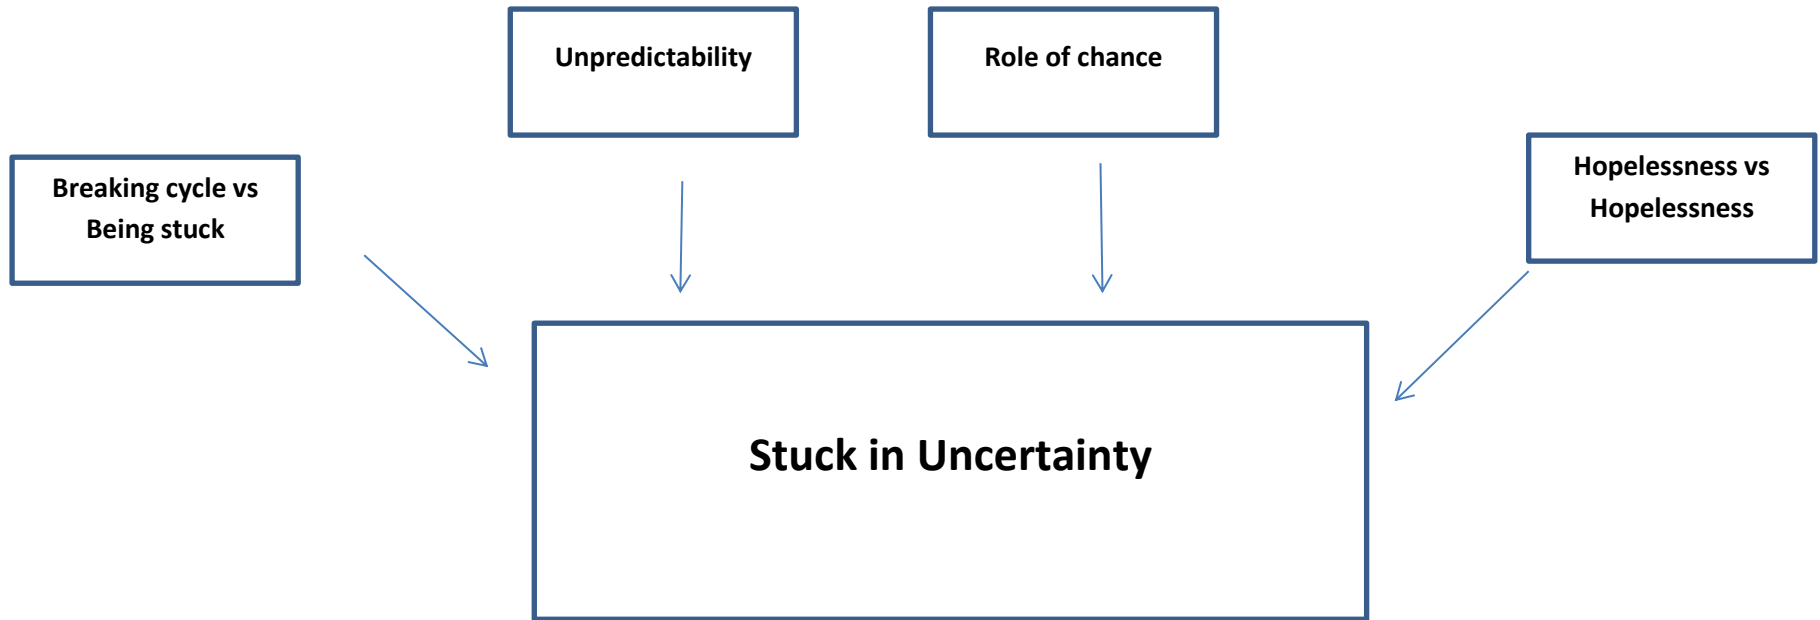 Unpredictability
Role of chance
Breaking cycle vs
Being stuck
Hopelessness vs
Hopelessness
Stuck in Uncertainty